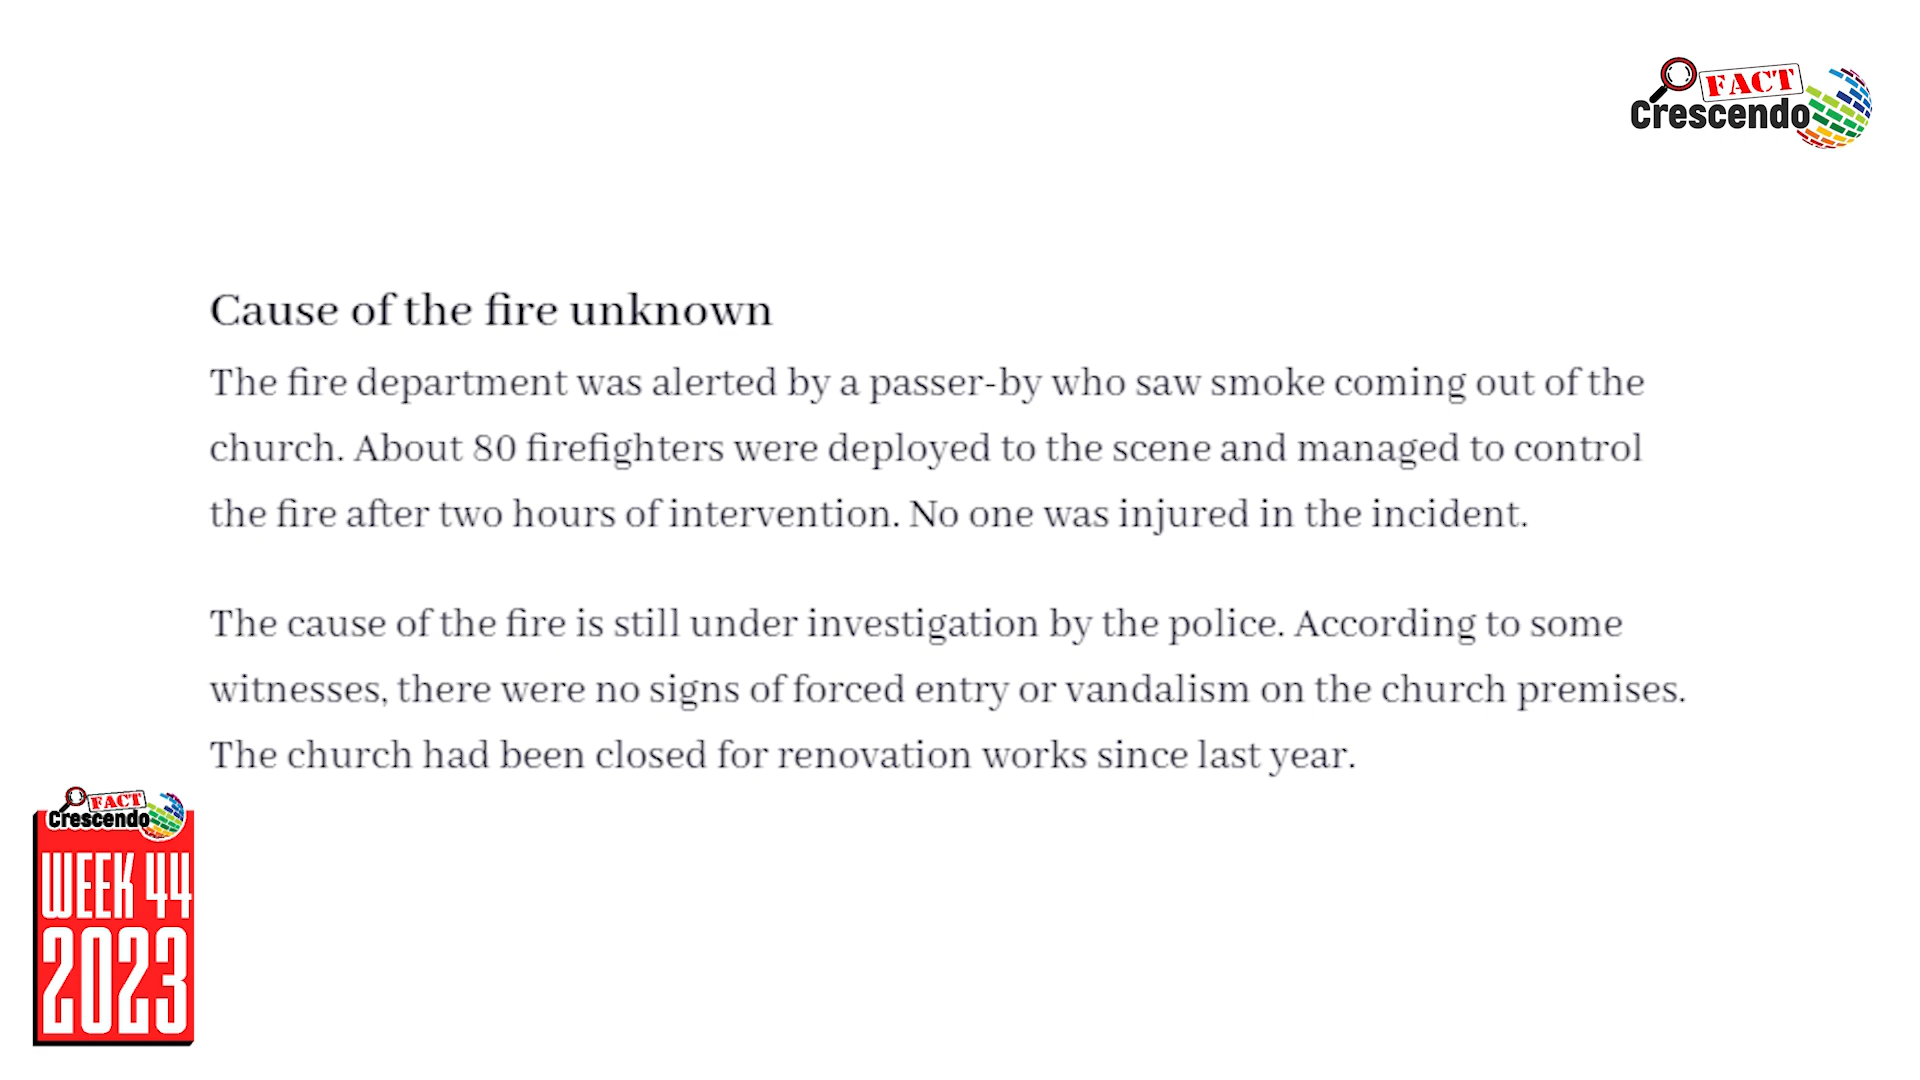 FACT
Crescendo
Cause of the fire unknown
The fire department was alerted by a passer-by who saw smoke coming out of the
church. About 80 firefighters were deployed to the scene and managed to control
the fire after two hours of intervention. No one was injured in the incident.
The cause of the fire is still under investigation by the police. According to some
witnesses, there were no signs of forced entry or vandalism on the church premises.
The church had been closed for renovation works since last year.
FACT
Crescendo
WEEK 44
2023